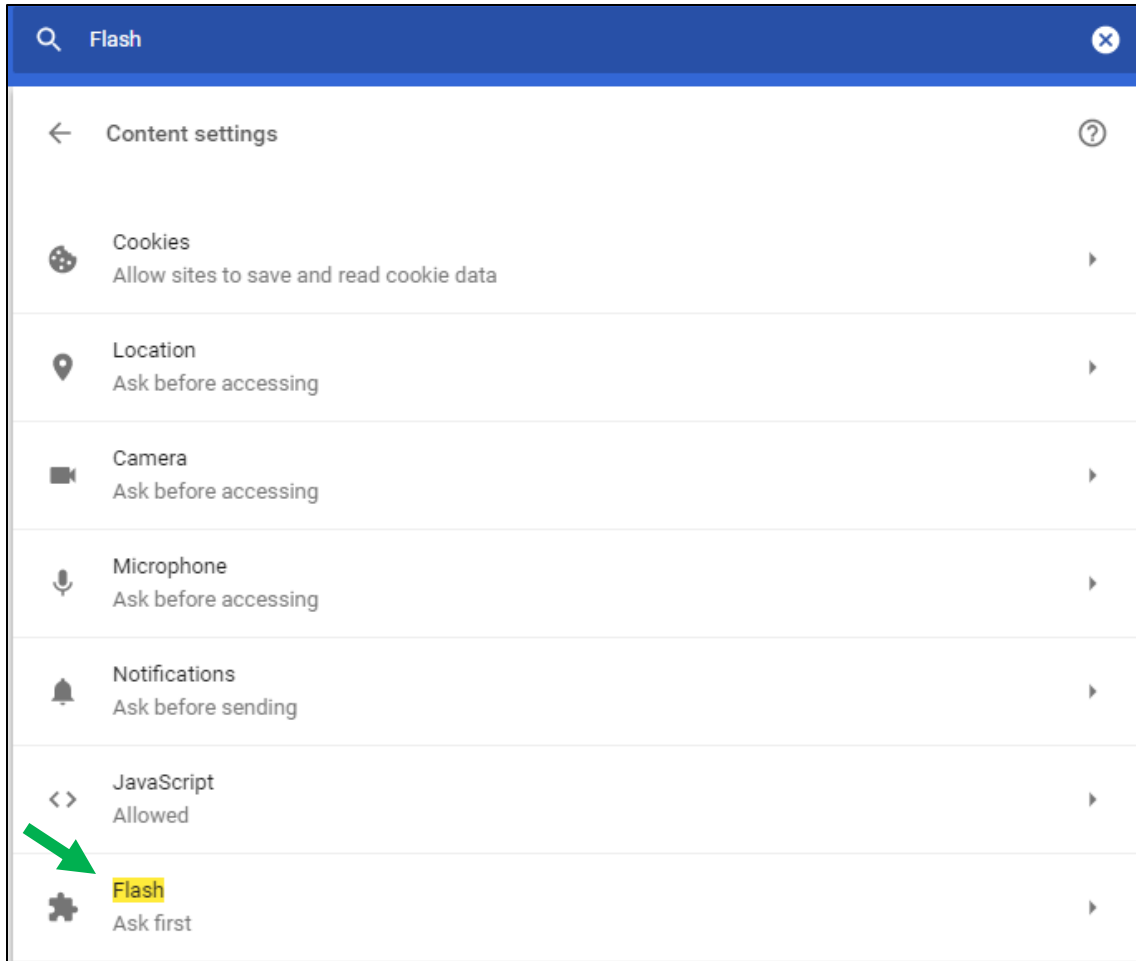 Flash
Content settings
Cookies
Allow sites to save and read cookie data
Location
Ask before accessing
Camera
Ask before accessing
Microphone
Ask before accessing
Notifications
Ask before sending
JavaScript
Allowed
Flash
Ask first